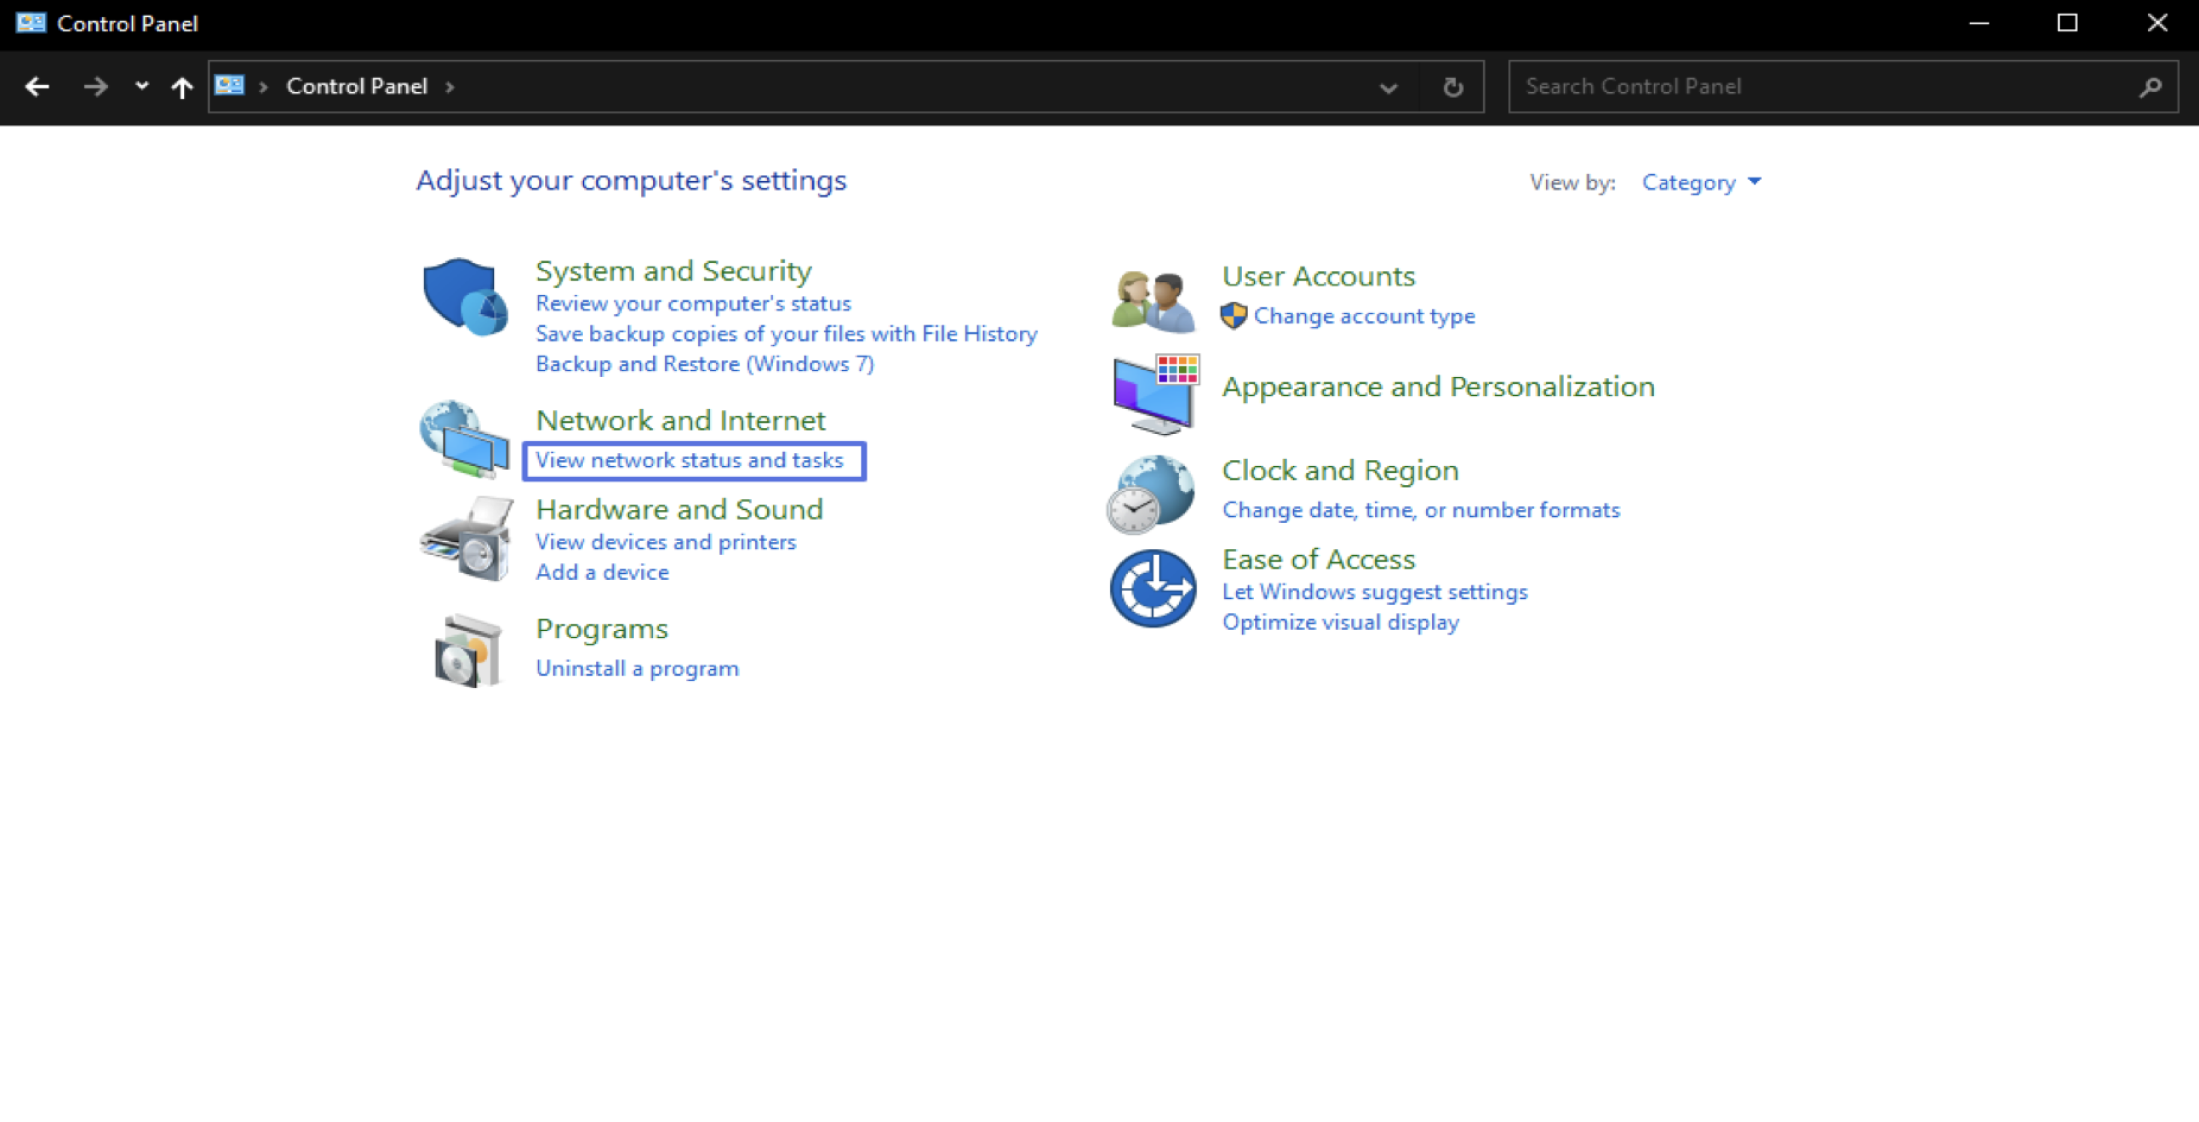 Control Panel
Control Panel
Search Control Panel
Adjust your computer's settings
View by: Category
System and Security
Review your computer's status
Save backup copies of your files with File History
Backup and Restore (Windows 7)
Network and Internet
View network status and tasks
Hardware and Sound
View devices and printers
Add a device
Programs
Uninstall a program
User Accounts
Change account type
Appearance and Personalization
Clock and Region
Change date, time, or number formats
Ease of Access
Let Windows suggest settings
Optimize visual display